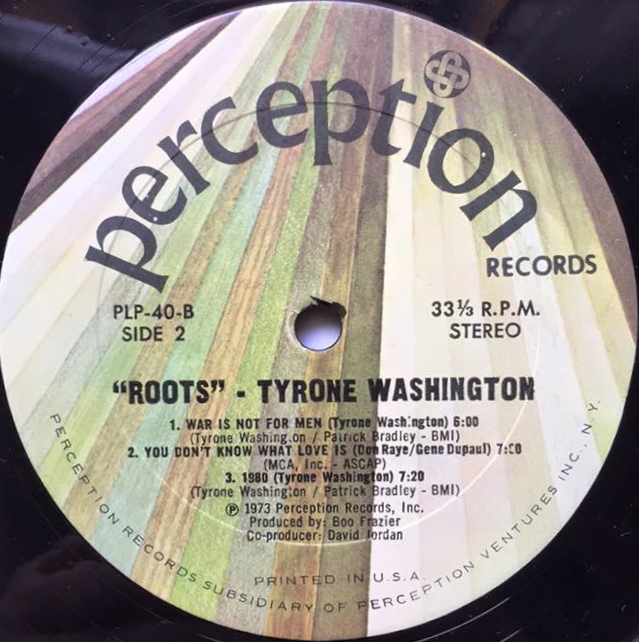 perception
RECORDS
PLP-40-B
SIDE 2
33⅓ R.P.M.
STEREO
"ROOTS" - TYRONE WASHINGTON
1. WAR IS NOT FOR MEN (Tyrone Washington) 6:00
(Tyrone Washington / Patrick Bradley - BMI)
2. YOU DON'T KNOW WHAT LOVE IS (Don Raye/Gene Dupaul) 7:00
(MCA, Inc. - ASCAP)
3. 1980 (Tyrone Washington) 7:20
(Tyrone Washington / Patrick Bradley - BMI)
℗ 1973 Perception Records, Inc.
Produced by: Boo Frazier
Co-producer: David Jordan
PRINTED IN U.S.A.
PERCEPTION RECORDS SUBSIDIARY OF PERCEPTION VENTURES INC., N.Y.